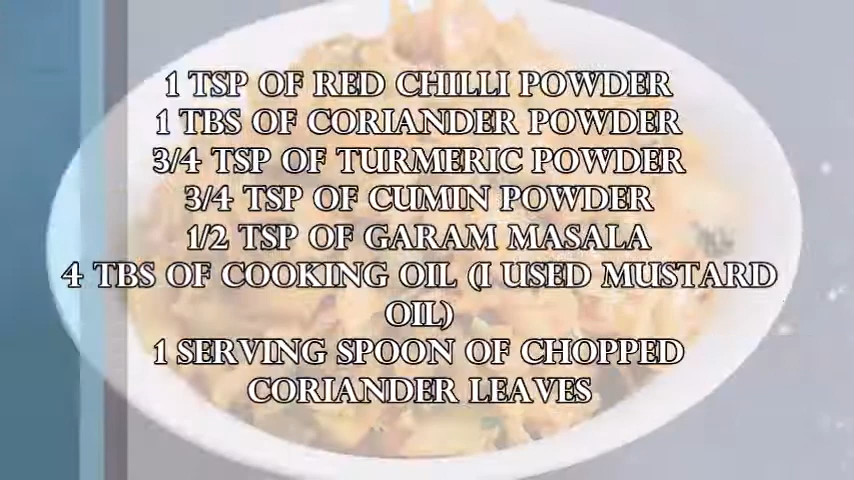 1 TSP OF RED CHILLI POWDER
1 TBS OF CORIANDER POWDER
3/4 TSP OF TURMERIC POWDER
3/4 TSP OF CUMIN POWDER
1/2 TSP OF GARAM MASALA
4 TBS OF COOKING OIL (I USED MUSTARD
OIL)
1 SERVING SPOON OF CHOPPED
CORIANDER LEAVES